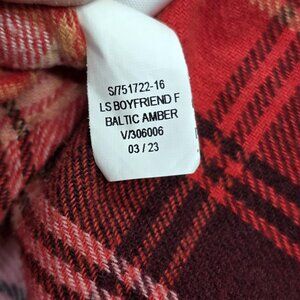 S/751722-16
LS BOYFRIEND F
BALTIC AMBER
V/306006
03 / 23